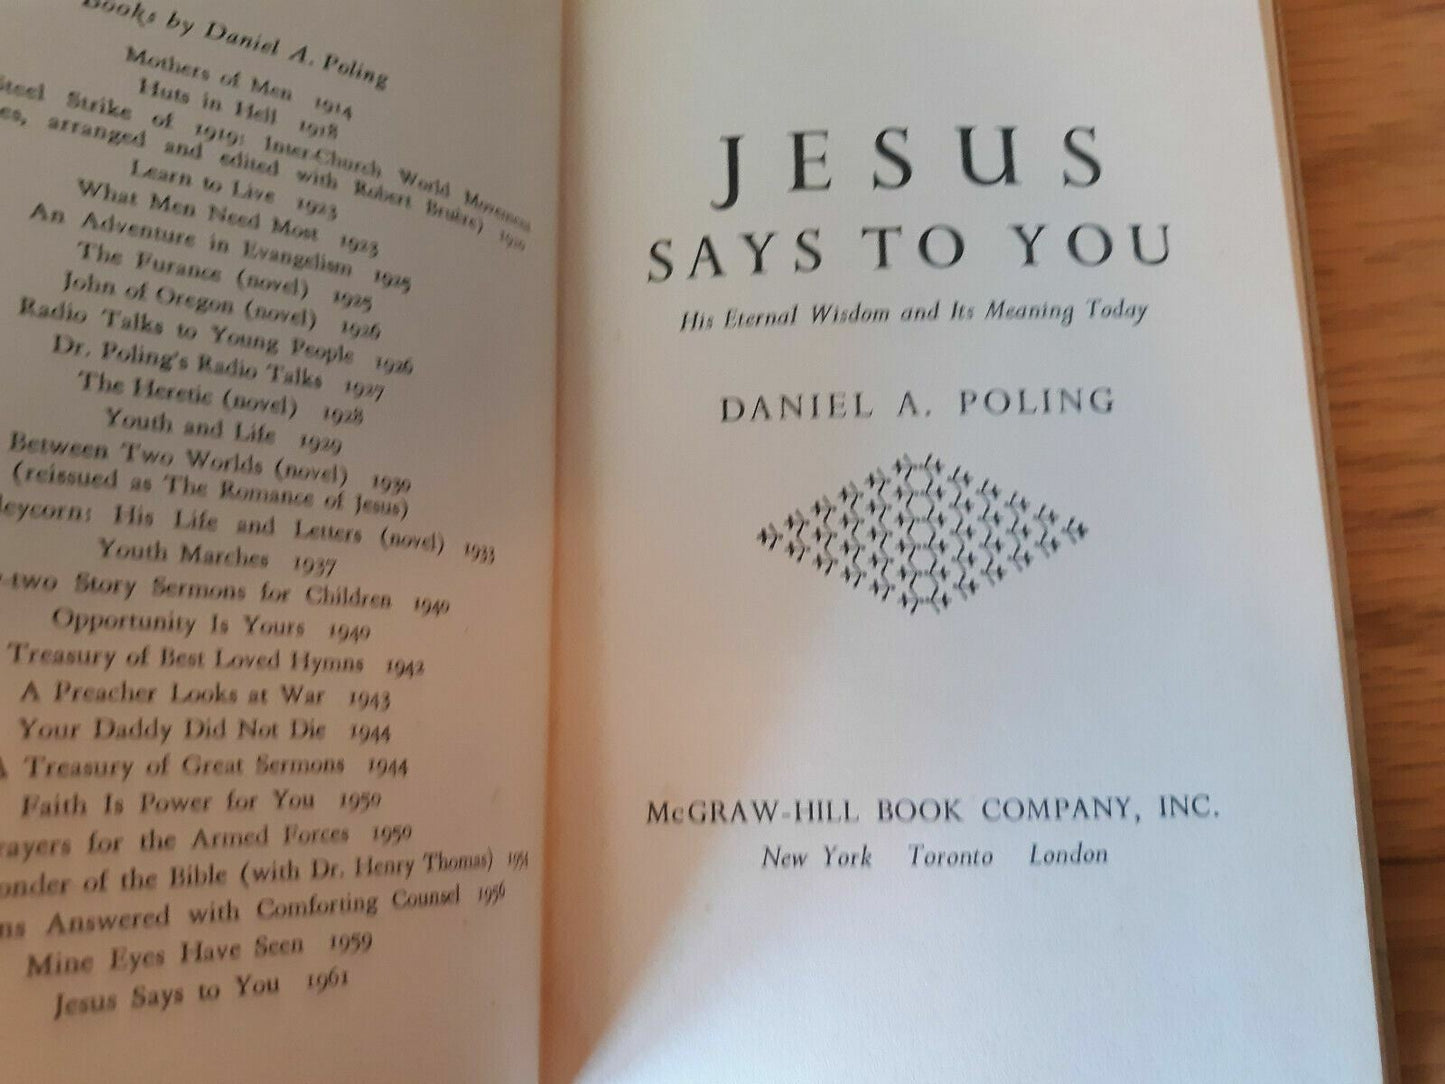 Books by Daniel A. Poling
Mothers of Men 1914
Huts in Hell 1918
Steel Strike of 1919: Inter-Church World Movement
es, arranged and edited with Robert Bruère) 1920
Learn to Live 1923
What Men Need Most 1923
An Adventure in Evangelism 1925
The Furance (novel) 1925
John of Oregon (novel) 1926
Radio Talks to Young People 1926
Dr. Poling's Radio Talks 1927
The Heretic (novel) 1928
Youth and Life 1929
Between Two Worlds (novel) 1930
(reissued as The Romance of Jesus)
leycorn: His Life and Letters (novel) 1933
Youth Marches 1937
-two Story Sermons for Children 1940
Opportunity Is Yours 1940
Treasury of Best Loved Hymns 1942
A Preacher Looks at War 1943
Your Daddy Did Not Die 1944
A Treasury of Great Sermons 1944
Faith Is Power for You 1950
rayers for the Armed Forces 1950
onder of the Bible (with Dr. Henry Thomas) 1954
ns Answered with Comforting Counsel 1956
Mine Eyes Have Seen 1959
Jesus Says to You 1961
JESUS
SAYS TO YOU
His Eternal Wisdom and Its Meaning Today
DANIEL A. POLING
McGRAW-HILL BOOK COMPANY, INC.
New York Toronto London